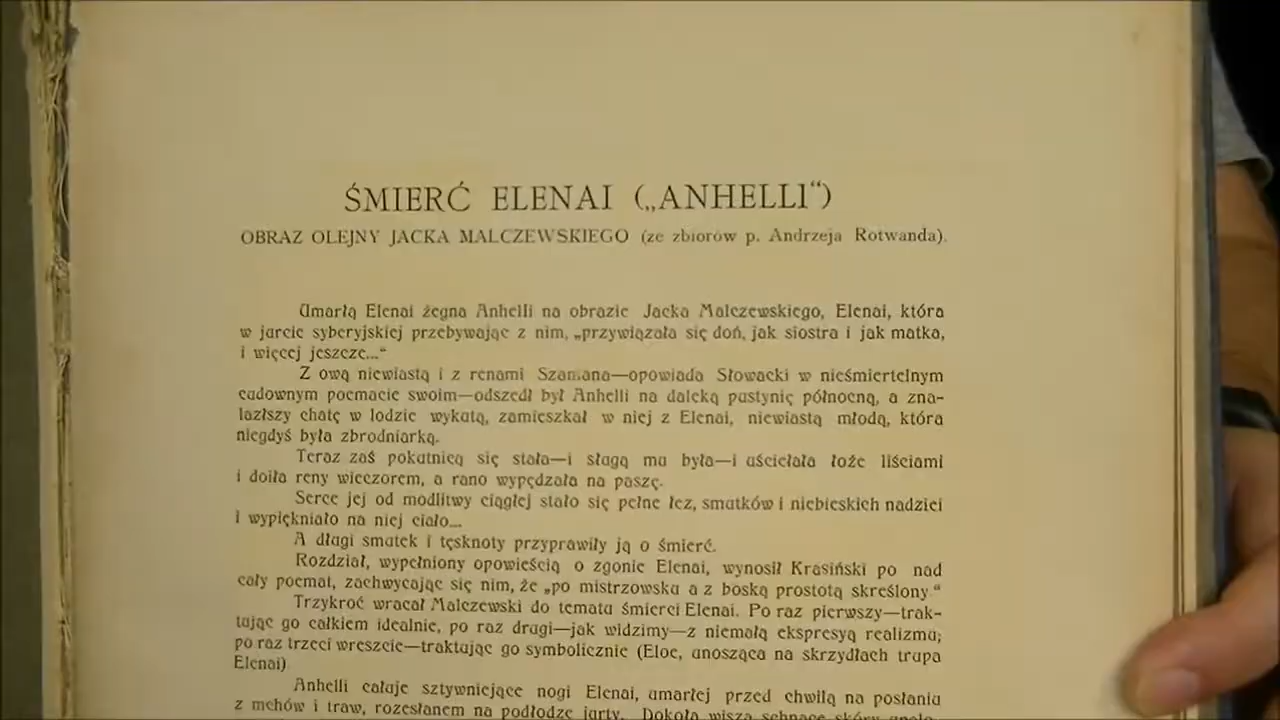 ŚMIERĆ ELENAI („ANHELLI“)
OBRAZ OLEJNY JACKA MALCZEWSKIEGO (ze zbiorów p. Andrzeja Rotwanda).
Umarłą Elenai żegna Anhelli na obrazie Jacka Malczewskiego, Elenai, która
w jurcie syberyjskiej przebywając z nim, „przywiązała się doń, jak siostra i jak matka,
i więcej jeszcze...“
Z ową niewiastą i z renami Szamana—opowiada Słowacki w nieśmiertelnym
cudownym poemacie swoim—odszedł był Anhelli na daleką pustynię północną, a zna-
lazłszy chatę w lodzie wykutą, zamieszkał w niej z Elenai, niewiastą młodą, która
niegdyś była zbrodniarką.
Teraz zaś pokutnicą się stała—i sługą mu była—i uściełała łoże liściami
i doiła reny wieczorem, a rano wypędzała na paszę.
Serce jej od modlitwy ciągłej stało się pełne łez, smutków i niebieskich nadziei
i wypiękniało na niej ciało...
A długi smutek i tęsknoty przyprawiły ją o śmierć.
Rozdział, wypełniony opowieścią o zgonie Elenai, wynosił Krasiński po nad
cały poemat, zachwycając się nim, że „po mistrzowsku a z boską prostotą skreślony“
Trzykroć wracał Malczewski do tematu śmierci Elenai. Po raz pierwszy—trak-
tując go całkiem idealnie, po raz drugi—jak widzimy—z niemałą ekspresyą realizmu;
po raz trzeci wreszcie—traktując go symbolicznie (Eloe, unosząca na skrzydłach trupa
Elenai)
Anhelli całuje sztywniejące nogi Elenai, umarłej przed chwilą na posłaniu
z mchów i traw, rozesłanem na podłodze jurty. Dokoła wiszą schnące skóry